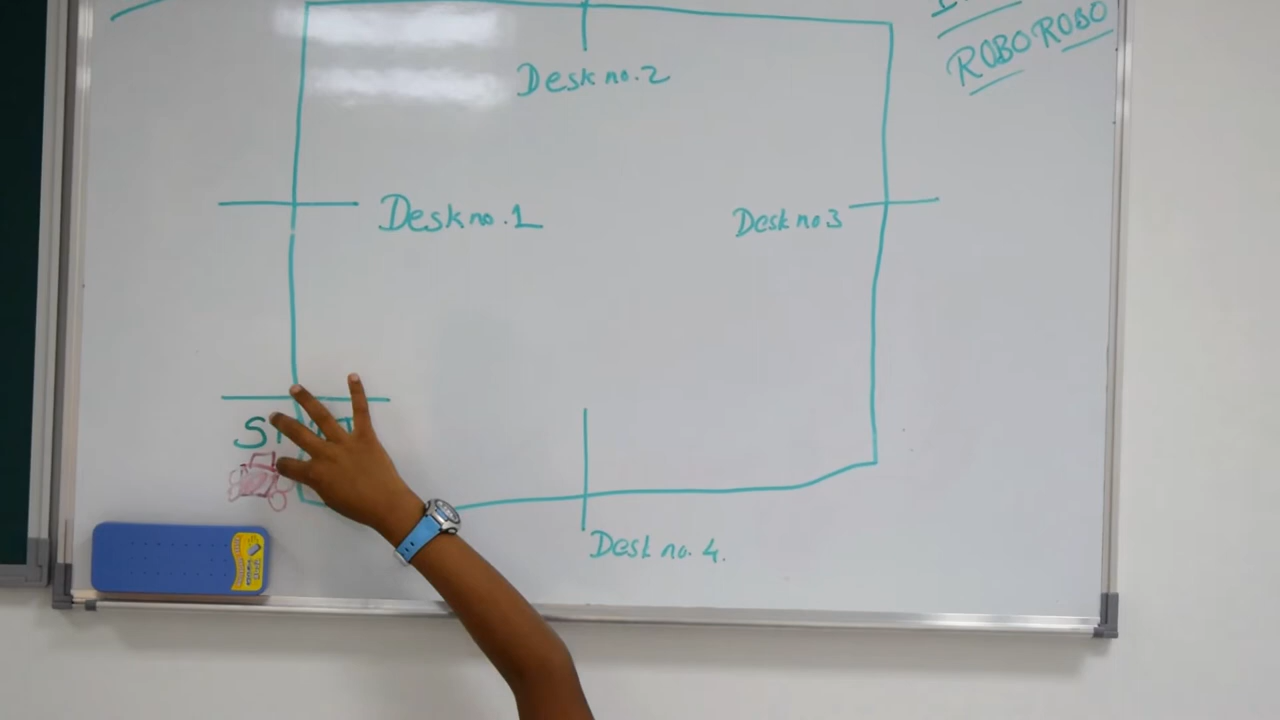 ROBOROBO
Desk no.2
Desk no.1
Desk no 3
Desk no. 4.